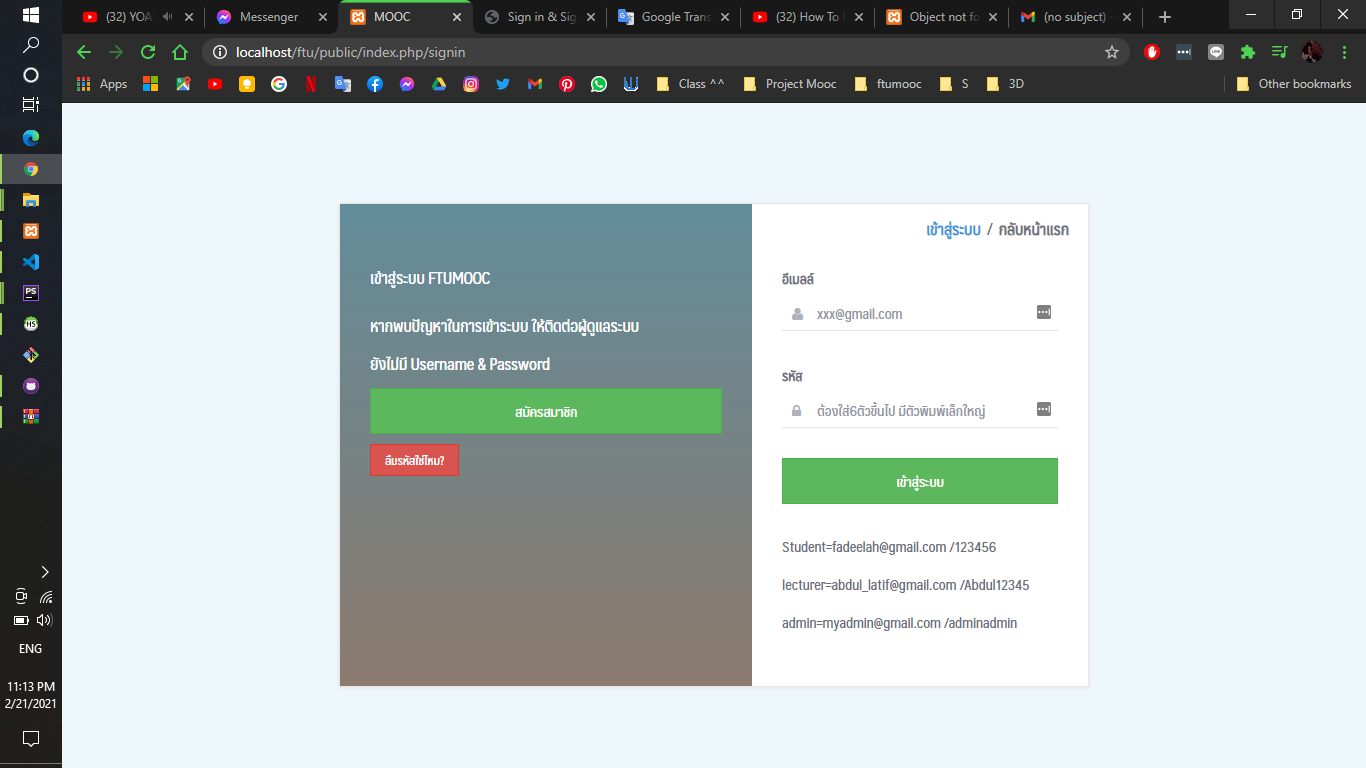 (32) YOA
Messenger
MOOC
Sign in & Sig
Google Trans
(32) How To
Object not fo
(no subject) -
localhost/ftu/public/index.php/signin
Apps
Class ^^
Project Mooc
ftumooc
S
3D
Other bookmarks
เข้าสู่ระบบ / กลับหน้าแรก
เข้าสู่ระบบ FTUMOOC
หากพบปัญหาในการเข้าระบบ ให้ติดต่อผู้ดูแลระบบ
ยังไม่มี Username & Password
สมัครสมาชิก
ลืมรหัสใช่ไหม?
อีเมลล์
xxx@gmail.com
รหัส
ต้องใส่6ตัวขึ้นไป มีตัวพิมพ์เล็กใหญ่
เข้าสู่ระบบ
Student=fadeelah@gmail.com /123456
lecturer=abdul_latif@gmail.com /Abdul12345
admin=myadmin@gmail.com /adminadmin
ENG
11:13 PM
2/21/2021